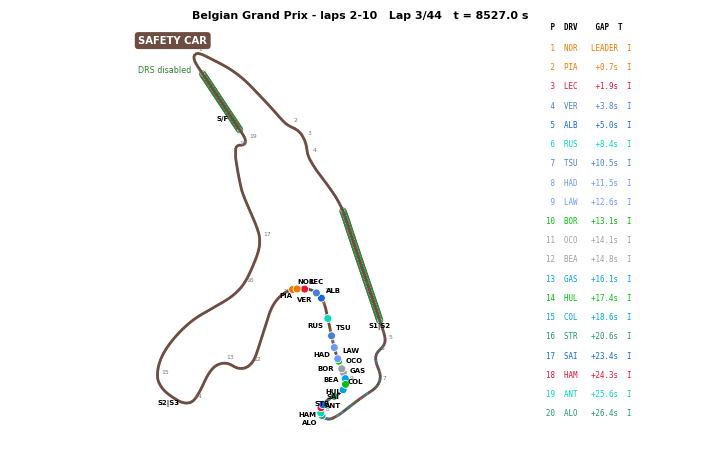 Belgian Grand Prix - laps 2-10   Lap 3/44   t = 8527.0 s
SAFETY CAR
DRS disabled
P  DRV    GAP  T
1  NOR   LEADER  I
2  PIA    +0.7s  I
3  LEC    +1.9s  I
4  VER    +3.8s  I
5  ALB    +5.0s  I
6  RUS    +8.4s  I
7  TSU   +10.5s  I
8  HAD   +11.5s  I
9  LAW   +12.6s  I
10  BOR   +13.1s  I
11  OCO   +14.1s  I
12  BEA   +14.8s  I
13  GAS   +16.1s  I
14  HUL   +17.4s  I
15  COL   +18.6s  I
16  STR   +20.6s  I
17  SAI   +23.4s  I
18  HAM   +24.3s  I
19  ANT   +25.6s  I
20  ALO   +26.4s  I
S/F
19
2
3
4
17
16
NOR
LEC
PIA
VER
ALB
RUS
TSU
S1|S2
5
LAW
HAD
OCO
BOR
GAS
BEA
COL
7
HUL
SAI
STR
ANT
HAM
ALO
13
12
15
S2|S3